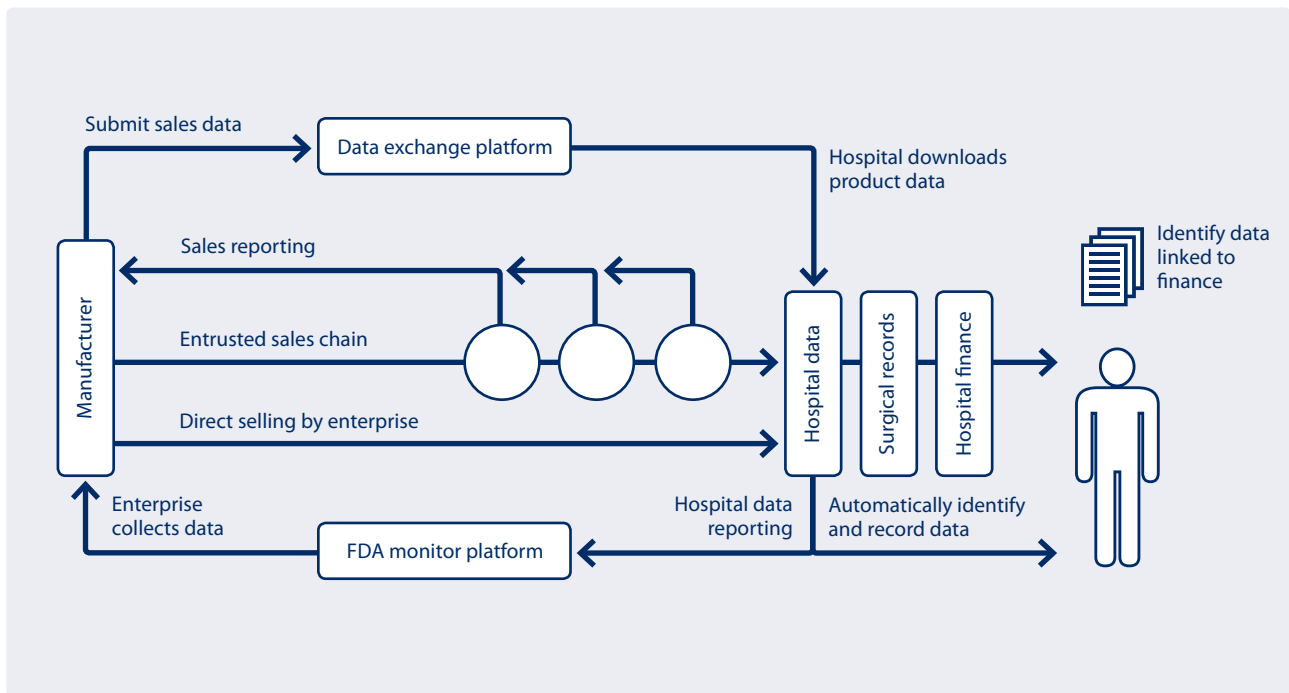 Submit sales data
Data exchange platform
Hospital downloads
product data
Sales reporting
Identify data
linked to
finance
Manufacturer
Entrusted sales chain
Direct selling by enterprise
Hospital data
Surgical records
Hospital finance
Enterprise
collects data
FDA monitor platform
Hospital data
reporting
Automatically identify
and record data